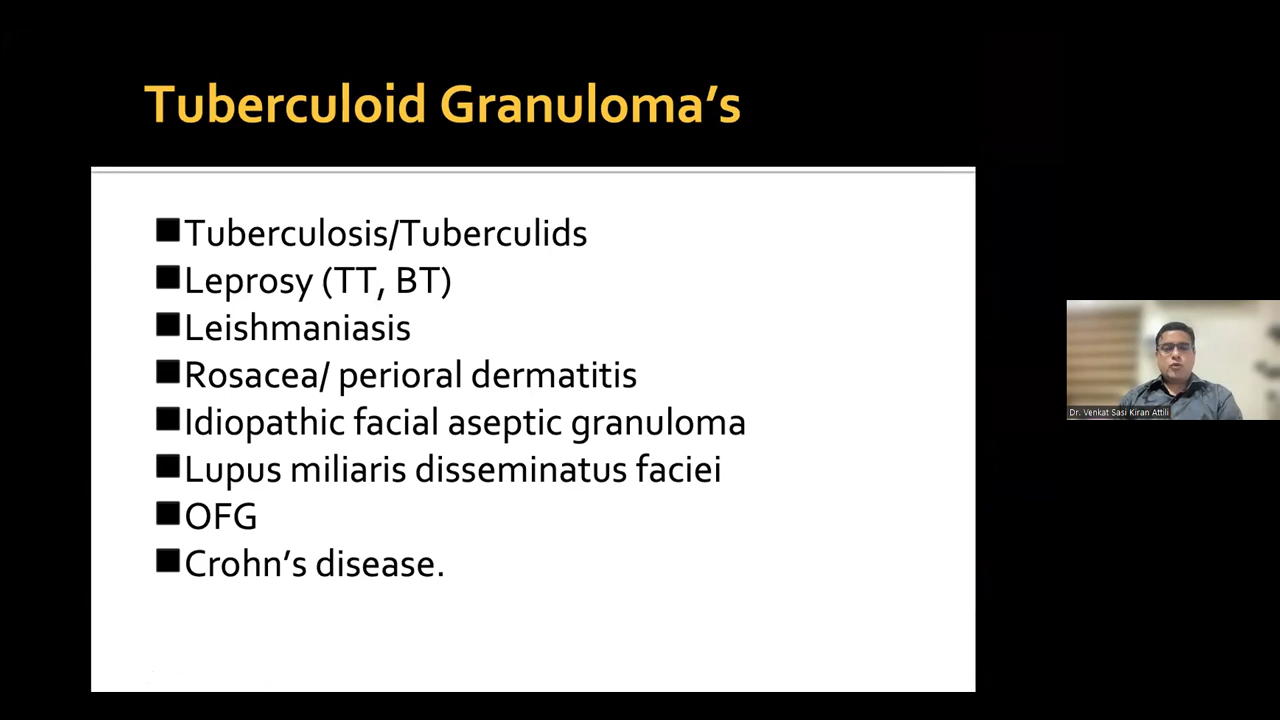 Tuberculoid Granuloma’s
Tuberculosis/Tuberculids
Leprosy (TT, BT)
Leishmaniasis
Rosacea/ perioral dermatitis
Idiopathic facial aseptic granuloma
Lupus miliaris disseminatus faciei
OFG
Crohn’s disease.
Dr. Venkat Sasi Kiran Attili